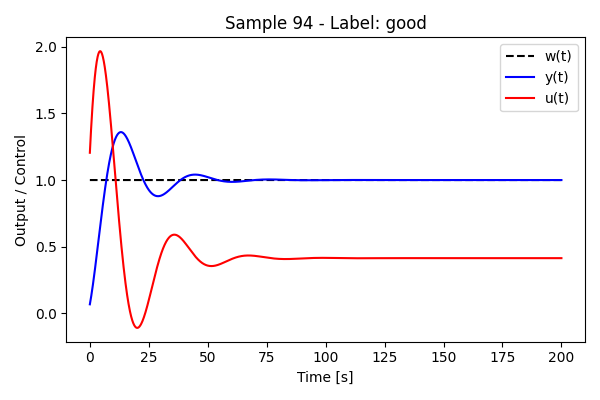 Sample 94 - Label: good
w(t)
y(t)
u(t)
Output / Control
2.0
1.5
1.0
0.5
0.0
0 25 50 75 100 125 150 175 200
Time [s]